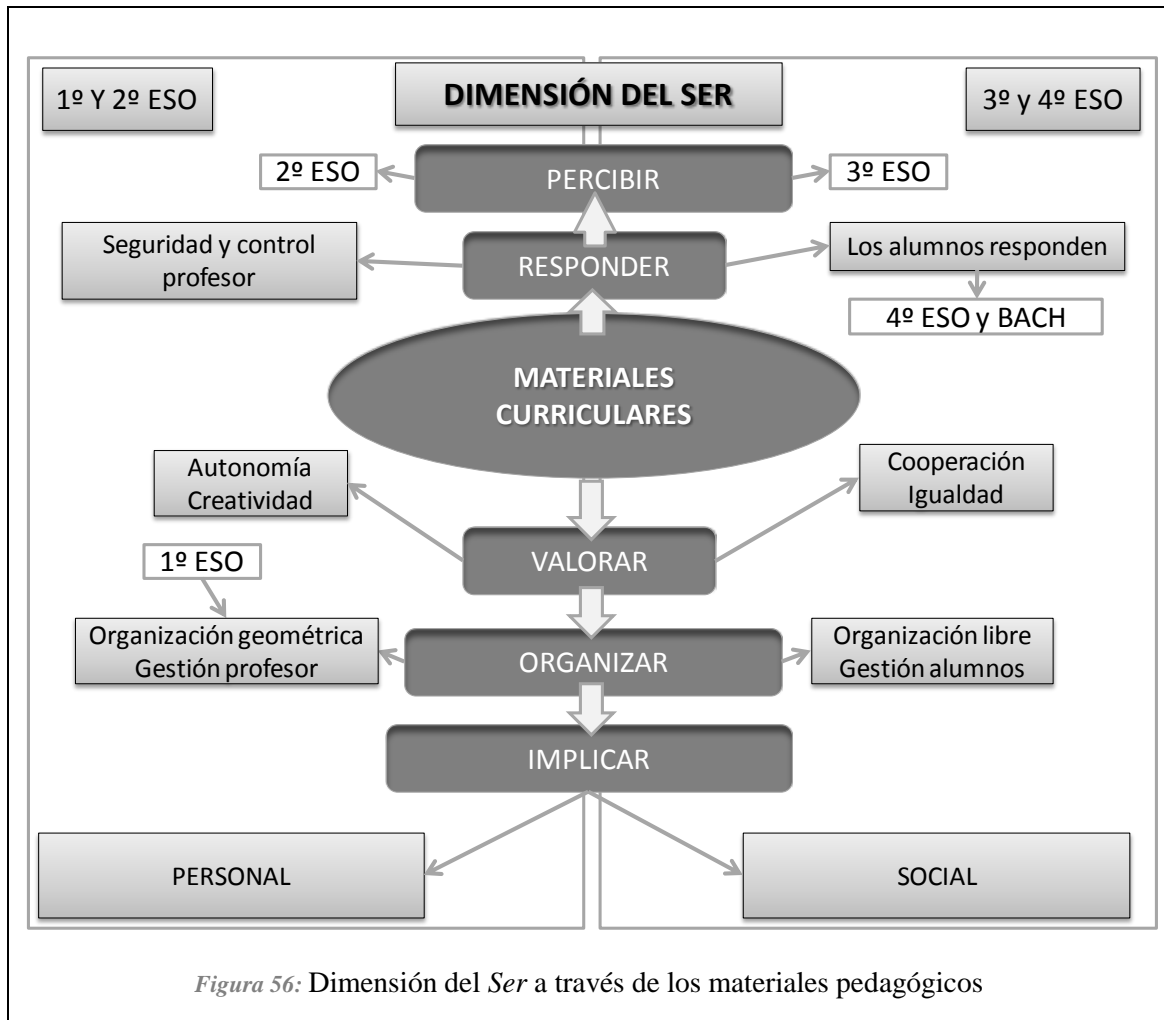 1º Y 2º ESO
DIMENSIÓN DEL SER
3º y 4º ESO
2º ESO
PERCIBIR
3º ESO
Seguridad y control
profesor
RESPONDER
Los alumnos responden
4º ESO y BACH
MATERIALES
CURRICULARES
Autonomía
Creatividad
Cooperación
Igualdad
VALORAR
1º ESO
Organización geométrica
Gestión profesor
ORGANIZAR
Organización libre
Gestión alumnos
IMPLICAR
PERSONAL
SOCIAL
Figura 56: Dimensión del Ser a través de los materiales pedagógicos